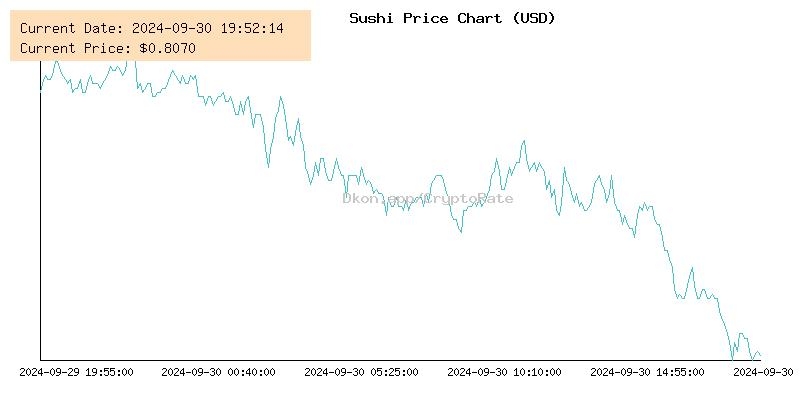 Sushi Price Chart (USD)
Current Date: 2024-09-30 19:52:14
Current Price: $0.8070
Dkon.app/CryptoRate
2024-09-29 19:55:00
2024-09-30 00:40:00
2024-09-30 05:25:00
2024-09-30 10:10:00
2024-09-30 14:55:00
2024-09-30